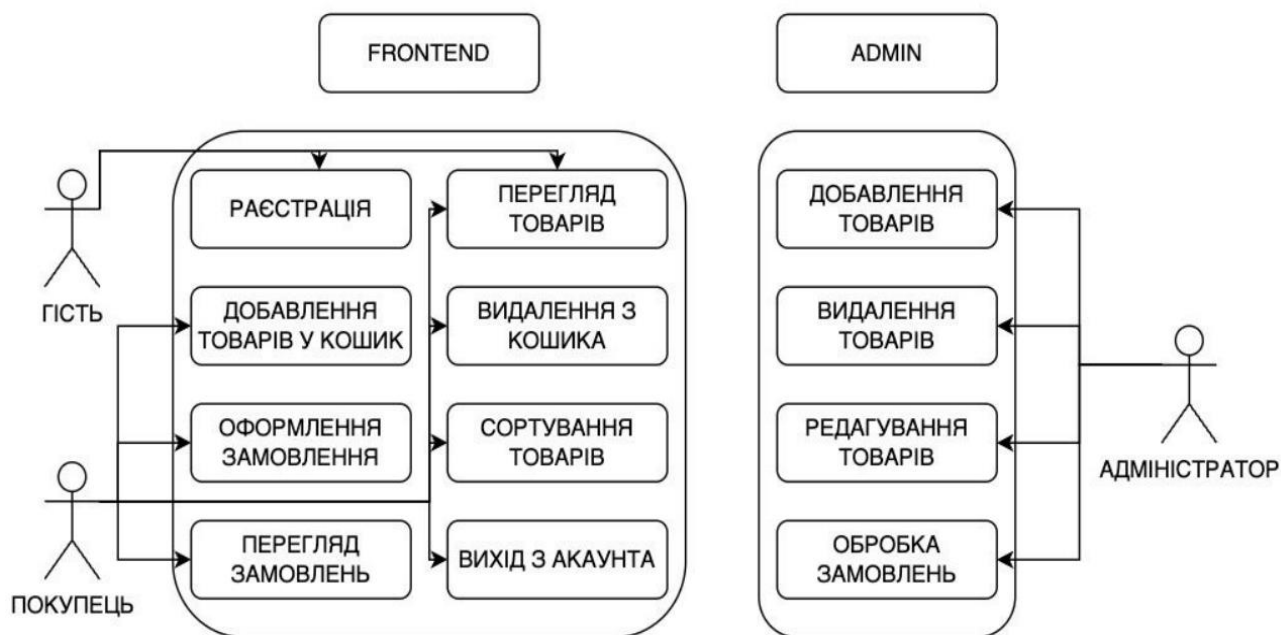 FRONTEND
ADMIN
РАЄСТРАЦІЯ
ПЕРЕГЛЯД
ТОВАРІВ
ДОБАВЛЕННЯ
ТОВАРІВ
ГІСТЬ
ДОБАВЛЕННЯ
ТОВАРІВ У КОШИК
ВИДАЛЕННЯ З
КОШИКА
ВИДАЛЕННЯ
ТОВАРІВ
ОФОРМЛЕННЯ
ЗАМОВЛЕННЯ
СОРТУВАННЯ
ТОВАРІВ
РЕДАГУВАННЯ
ТОВАРІВ
АДМІНІСТРАТОР
ПЕРЕГЛЯД
ЗАМОВЛЕНЬ
ВИХІД З АКАУНТА
ОБРОБКА
ЗАМОВЛЕНЬ
ПОКУПЕЦЬ